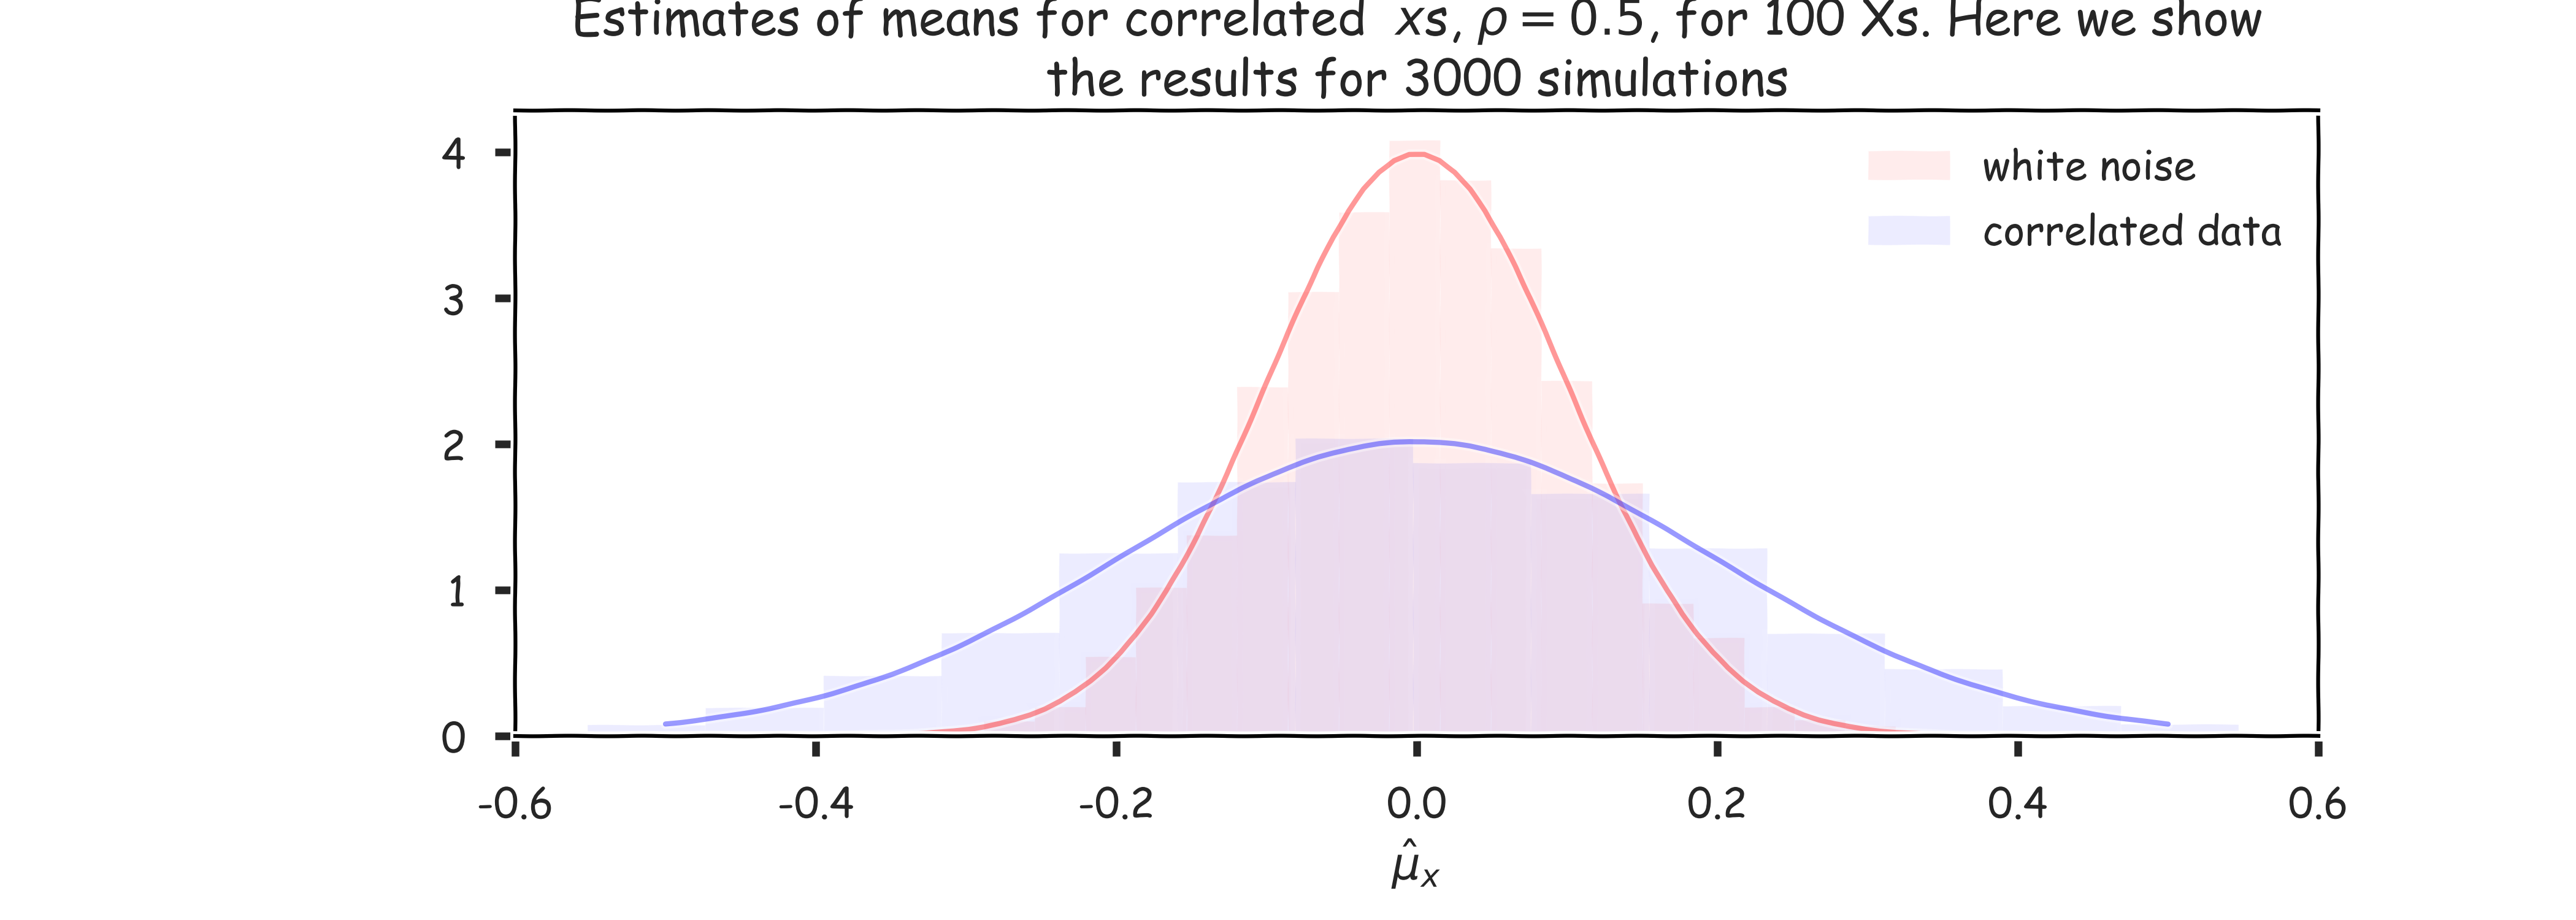 Estimates of means for correlated xs, ρ = 0.5, for 100 Xs. Here we show
the results for 3000 simulations
4
white noise
correlated data
3
2
1
0
-0.6 -0.4 -0.2 0.0 0.2 0.4 0.6
μ̂ₓ